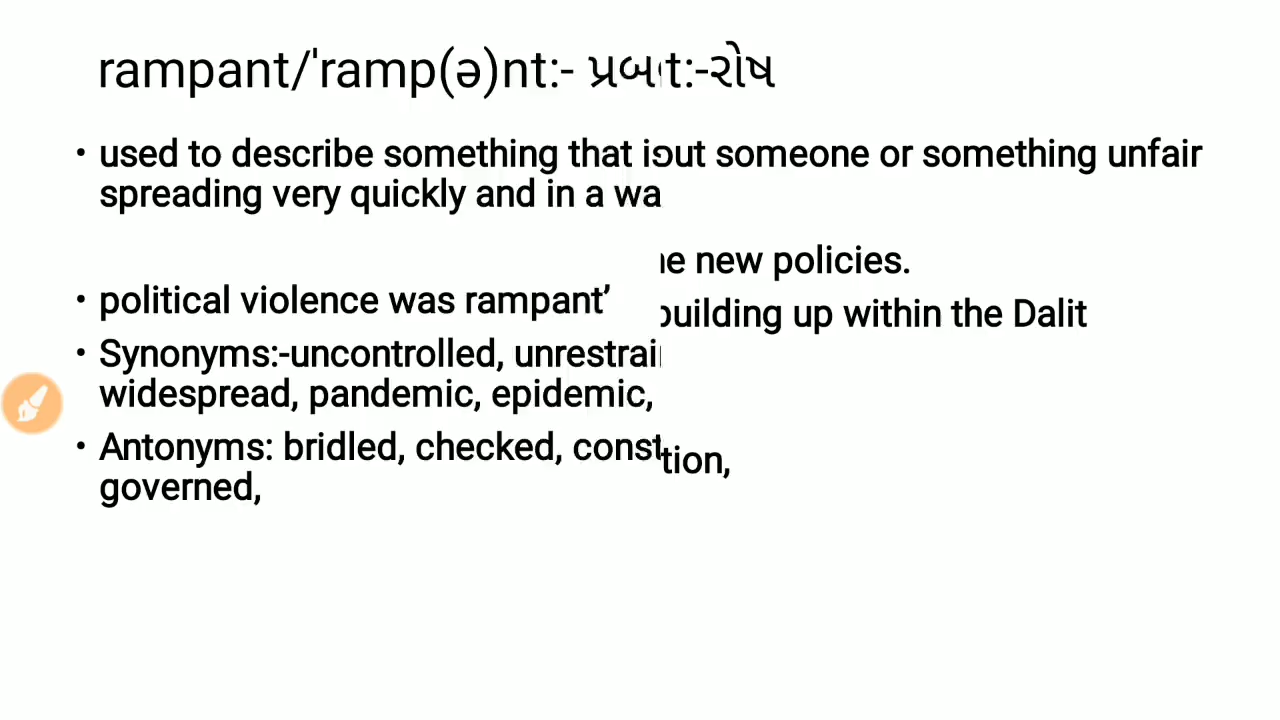 rampant/ˈramp(ə)nt:- પ્રબ t:-રોષ
• used to describe something that is out someone or something unfair
spreading very quickly and in a wa
new policies.
• political violence was rampant’
building up within the Dalit
• Synonyms:-uncontrolled,
widespread, pandemic, epidemic,
• Antonyms: bridled, checked, const
tion,
governed,